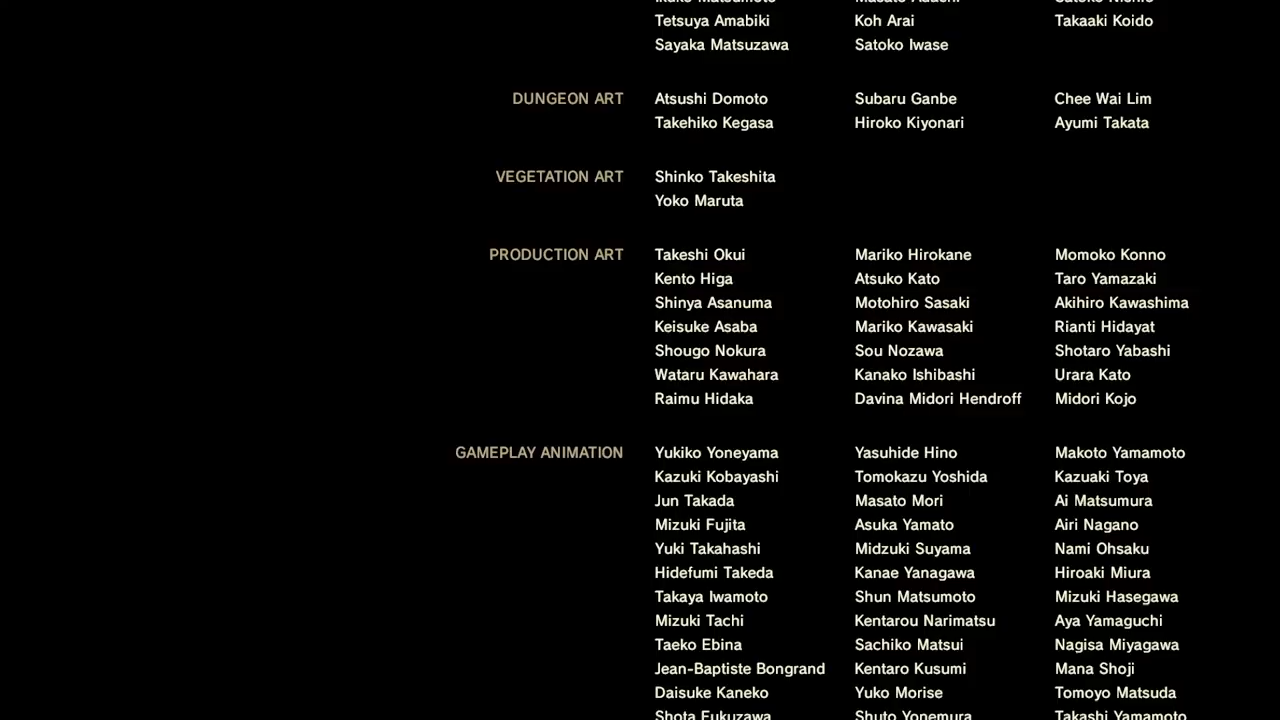 Tetsuya Amabiki Koh Arai Takaaki Koido
Sayaka Matsuzawa Satoko Iwase
DUNGEON ART Atsushi Domoto Subaru Ganbe Chee Wai Lim
Takehiko Kegasa Hiroko Kiyonari Ayumi Takata
VEGETATION ART Shinko Takeshita
Yoko Maruta
PRODUCTION ART Takeshi Okui Mariko Hirokane Momoko Konno
Kento Higa Atsuko Kato Taro Yamazaki
Shinya Asanuma Motohiro Sasaki Akihiro Kawashima
Keisuke Asaba Mariko Kawasaki Rianti Hidayat
Shougo Nokura Sou Nozawa Shotaro Yabashi
Wataru Kawahara Kanako Ishibashi Urara Kato
Raimu Hidaka Davina Midori Hendroff Midori Kojo
GAMEPLAY ANIMATION Yukiko Yoneyama Yasuhide Hino Makoto Yamamoto
Kazuki Kobayashi Tomokazu Yoshida Kazuaki Toya
Jun Takada Masato Mori Ai Matsumura
Mizuki Fujita Asuka Yamato Airi Nagano
Yuki Takahashi Midzuki Suyama Nami Ohsaku
Hidefumi Takeda Kanae Yanagawa Hiroaki Miura
Takaya Iwamoto Shun Matsumoto Mizuki Hasegawa
Mizuki Tachi Kentarou Narimatsu Aya Yamaguchi
Taeko Ebina Sachiko Matsui Nagisa Miyagawa
Jean-Baptiste Bongrand Kentaro Kusumi Mana Shoji
Daisuke Kaneko Yuko Morise Tomoyo Matsuda
Shota Fukuzawa Shuto Yonemura Takashi Yamamoto